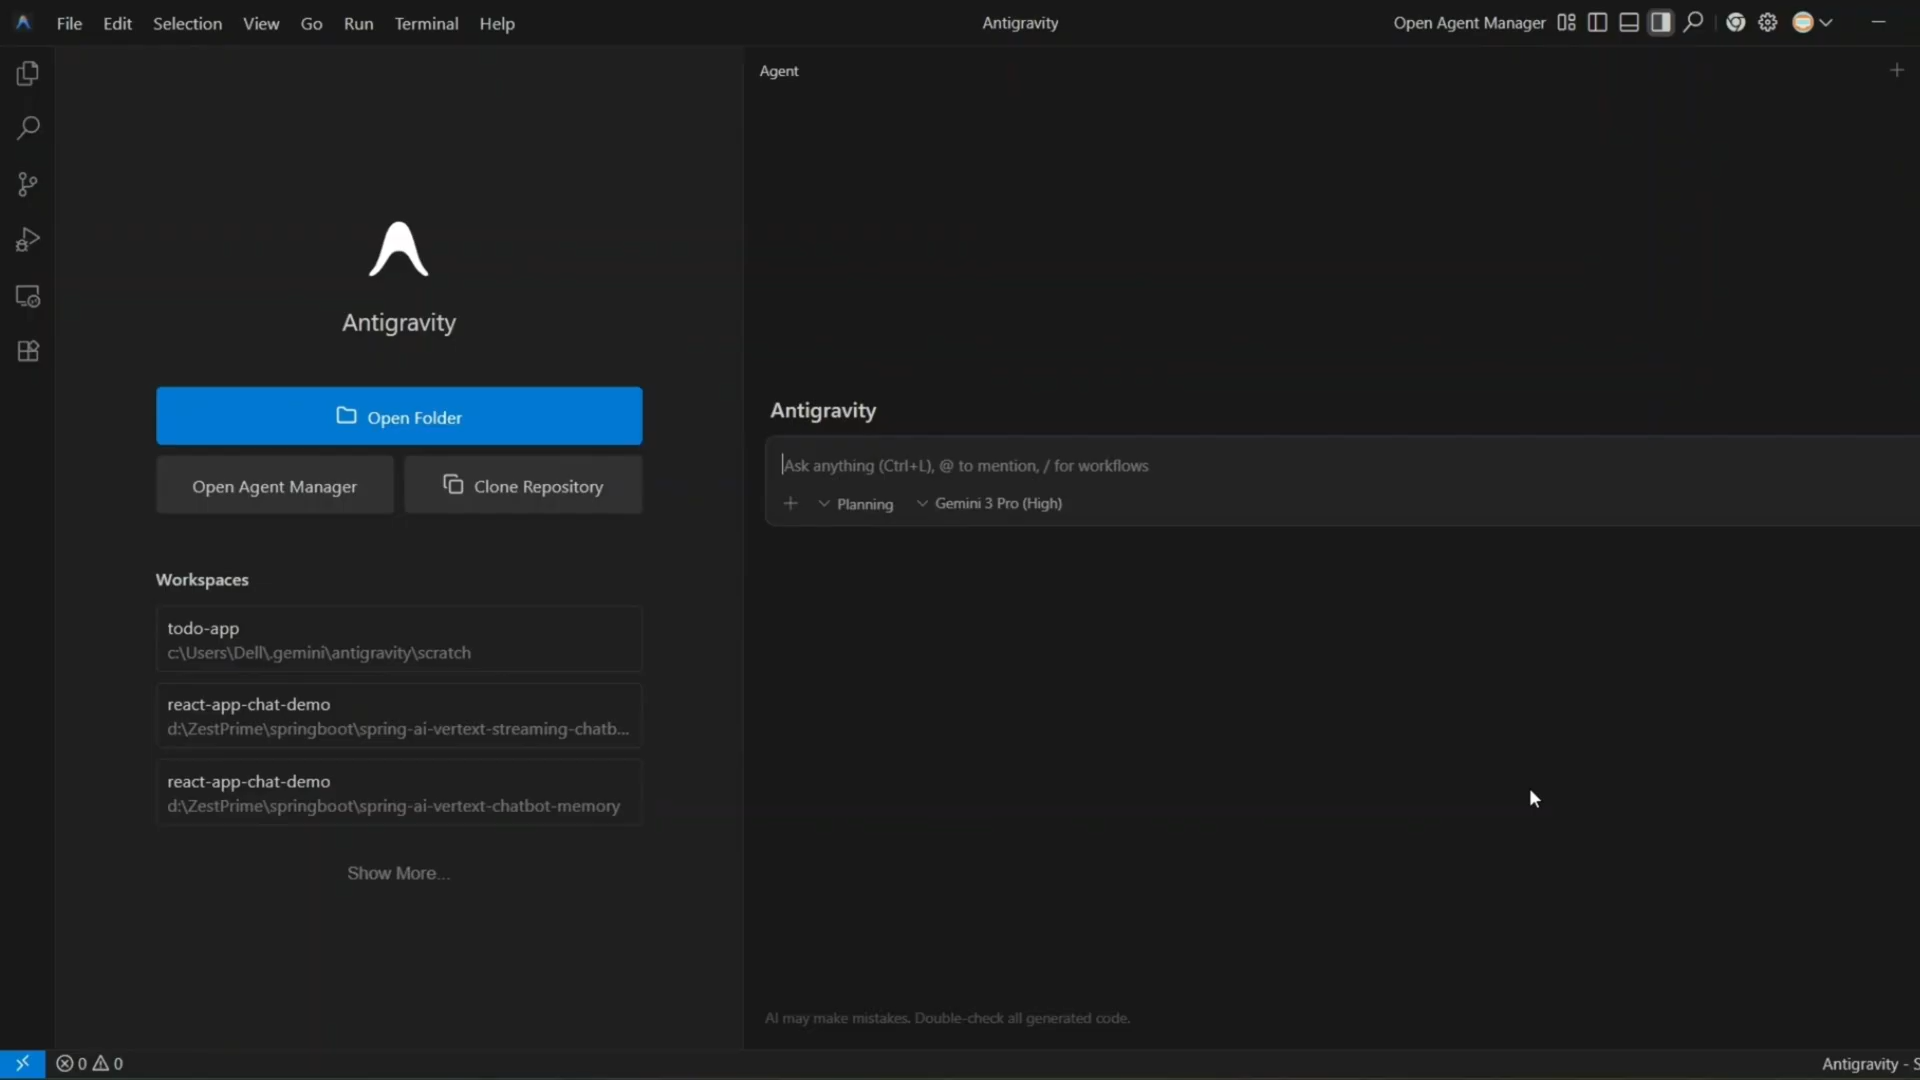 File Edit Selection View Go Run Terminal Help
Antigravity
Open Agent Manager
Agent
Antigravity
Open Folder
Open Agent Manager
Clone Repository
Workspaces
todo-app
c:\Users\Dell\.gemini\antigravity\scratch
react-app-chat-demo
d:\ZestPrime\springboot\spring-ai-vertext-streaming-chatb...
react-app-chat-demo
d:\ZestPrime\springboot\spring-ai-vertext-chatbot-memory
Show More...
Antigravity
Ask anything (Ctrl+L), @ to mention, / for workflows
Planning
Gemini 3 Pro (High)
AI may make mistakes. Double-check all generated code.
0 0
Antigravity - S